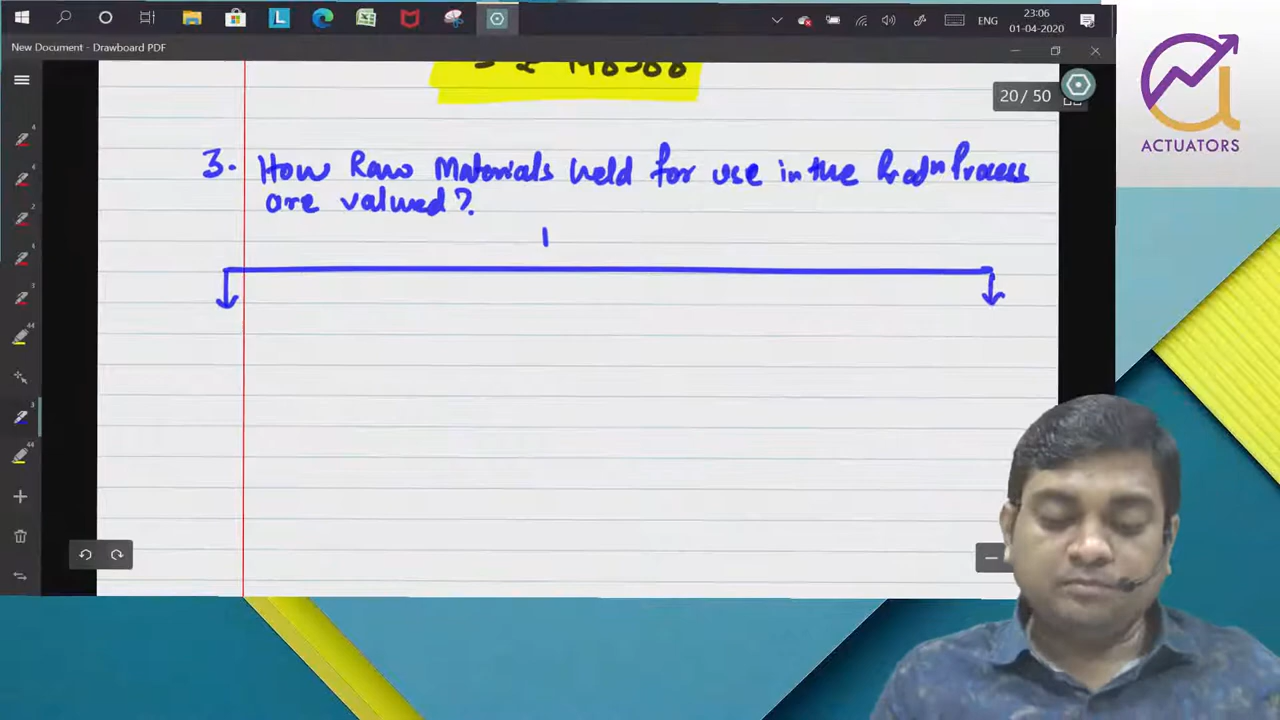 23:06
ENG
01-04-2020
New Document - Drawboard PDF
20 / 50
ACTUATORS
3. How Raw Materials held for use in the Prodn Process
are valued?